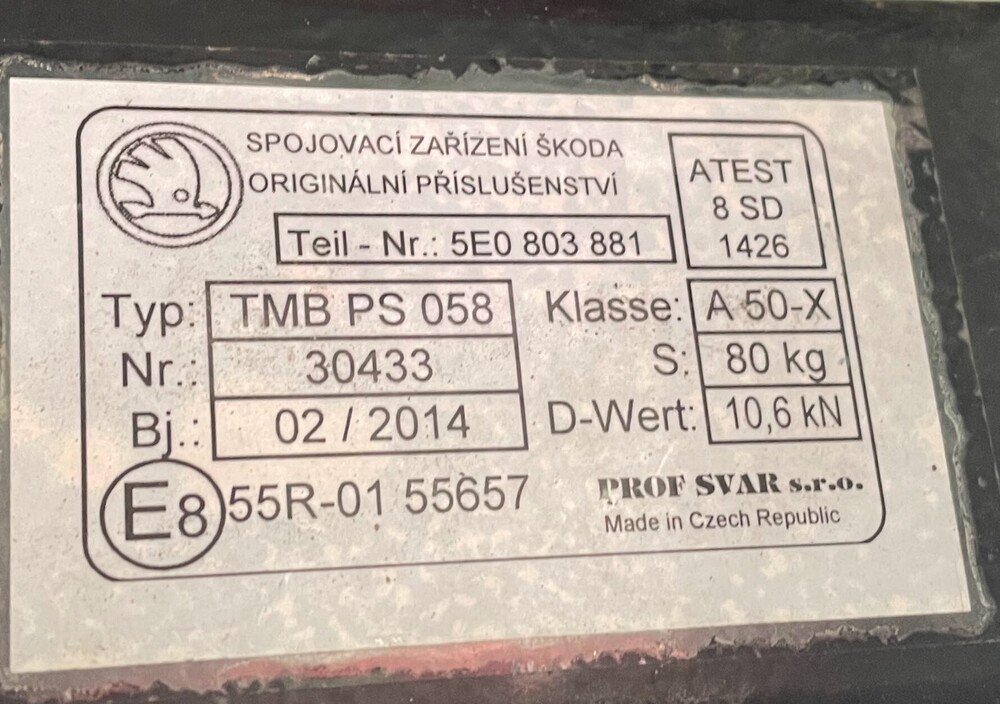 SPOJOVACÍ ZAŘÍZENÍ ŠKODA
ORIGINÁLNÍ PŘÍSLUŠENSTVÍ
Teil - Nr.: 5E0 803 881
ATEST
8 SD
1426
Typ: TMB PS 058
Klasse: A 50-X
Nr.: 30433
S: 80 kg
Bj.: 02 / 2014
D-Wert: 10,6 kN
E8 55R-01 55657
PROF SVAR s.r.o.
Made in Czech Republic